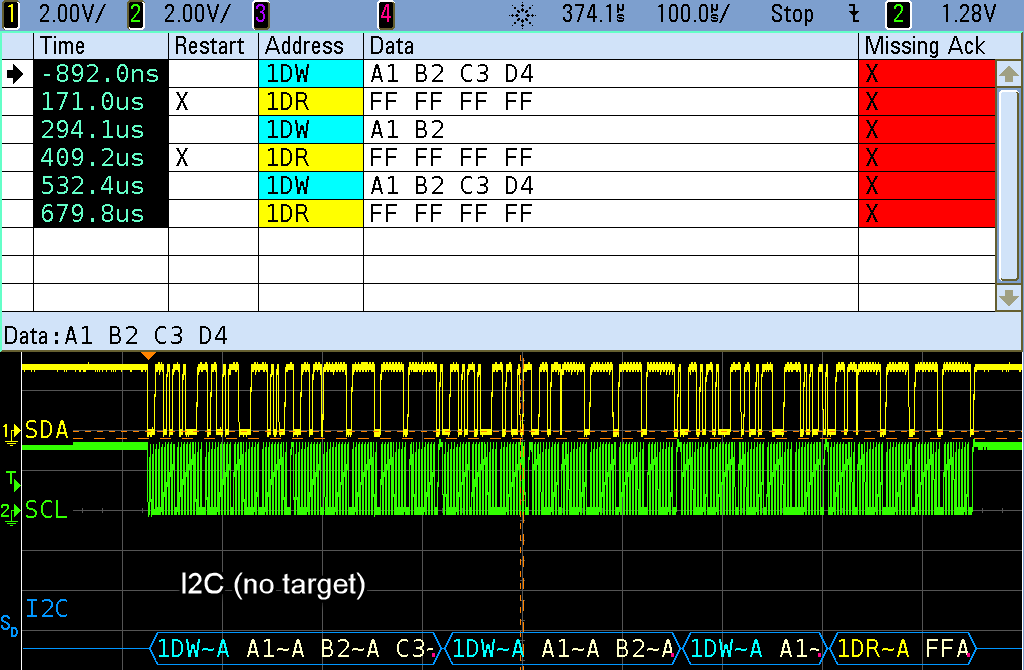 1 2.00V/ 2 2.00V/ 3 4 374.1µs 100.0µs/ Stop 2 1.28V
Time Restart Address Data Missing Ack
-892.0ns 1DW A1 B2 C3 D4 X
171.0us X 1DR FF FF FF FF X
294.1us 1DW A1 B2 X
409.2us X 1DR FF FF FF FF X
532.4us 1DW A1 B2 C3 D4 X
679.8us 1DR FF FF FF FF X
Data:A1 B2 C3 D4
1 SDA
T
2 SCL
I2C (no target)
I2C
SD
1DW~A A1~A B2~A C3~ 1DW~A A1~A B2~A 1DW~A A1~ 1DR~A FFA